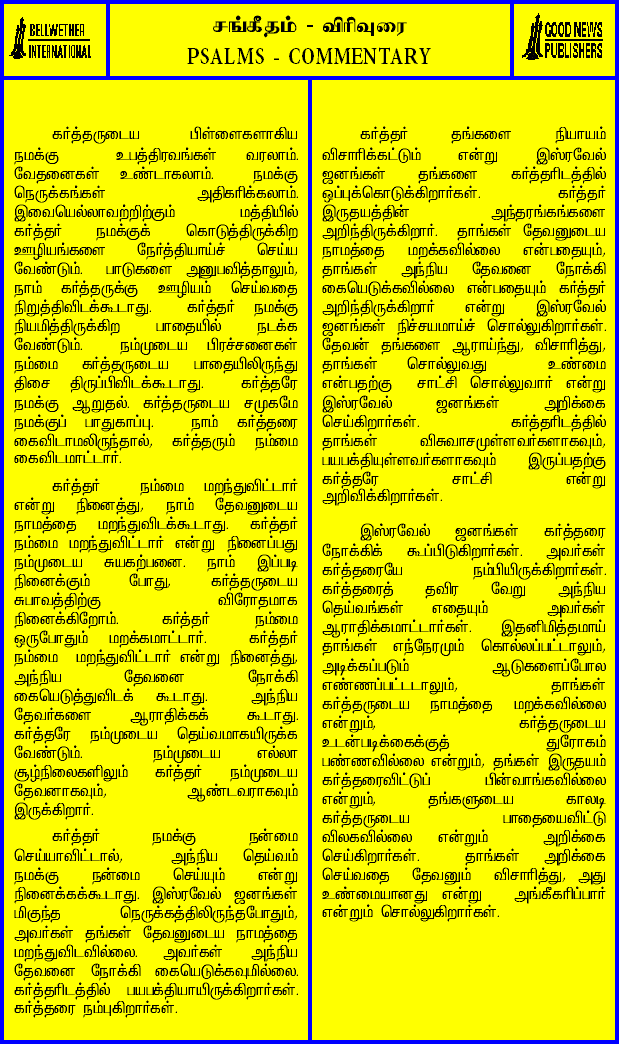 BELLWETHER
INTERNATIONAL
சங்கீதம் - விரிவுரை
PSALMS - COMMENTARY
GOOD NEWS
PUBLISHERS
கர்த்தருடைய பிள்ளைகளாகிய
நமக்கு உபத்திரவங்கள் வரலாம்.
வேதனைகள் உண்டாகலாம். நமக்கு
நெருக்கங்கள் அதிகரிக்கலாம்.
இவையெல்லாவற்றிற்கும் மத்தியில்
கர்த்தர் நமக்குக் கொடுத்திருக்கிற
ஊழியங்களை நேர்த்தியாய்ச் செய்ய
வேண்டும். பாடுகளை அனுபவித்தாலும்,
நாம் கர்த்தருக்கு ஊழியம் செய்வதை
நிறுத்திவிடக்கூடாது. கர்த்தர் நமக்கு
நியமித்திருக்கிற பாதையில் நடக்க
வேண்டும். நம்முடைய பிரச்சனைகள்
நம்மை கர்த்தருடைய பாதையிலிருந்து
திசை திருப்பிவிடக்கூடாது. கர்த்தரே
நமக்கு ஆறுதல். கர்த்தருடைய சமுகமே
நமக்குப் பாதுகாப்பு. நாம் கர்த்தரை
கைவிடாமலிருந்தால், கர்த்தரும் நம்மை
கைவிடமாட்டார்.
கர்த்தர் நம்மை மறந்துவிட்டார்
என்று நினைத்து, நாம் தேவனுடைய
நாமத்தை மறந்துவிடக்கூடாது. கர்த்தர்
நம்மை மறந்துவிட்டார் என்று நினைப்பது
நம்முடைய சுயகற்பனை. நாம் இப்படி
நினைக்கும் போது, கர்த்தருடைய
சுபாவத்திற்கு விரோதமாக
நினைக்கிறோம். கர்த்தர் நம்மை
ஒருபோதும் மறக்கமாட்டார். கர்த்தர்
நம்மை மறந்துவிட்டார் என்று நினைத்து,
அந்நிய தேவனை நோக்கி
கையெடுத்துவிடக் கூடாது. அந்நிய
தேவர்களை ஆராதிக்கக் கூடாது.
கர்த்தரே நம்முடைய தெய்வமாகயிருக்க
வேண்டும். நம்முடைய எல்லா
சூழ்நிலைகளிலும் கர்த்தர் நம்முடைய
தேவனாகவும், ஆண்டவராகவும்
இருக்கிறார்.
கர்த்தர் நமக்கு நன்மை
செய்யாவிட்டால், அந்நிய தெய்வம்
நமக்கு நன்மை செய்யும் என்று
நினைக்கக்கூடாது. இஸ்ரவேல் ஜனங்கள்
மிகுந்த நெருக்கத்திலிருந்தபோதும்,
அவர்கள் தங்கள் தேவனுடைய நாமத்தை
மறந்துவிடவில்லை. அவர்கள் அந்நிய
தேவனை நோக்கி கையெடுக்கவுமில்லை.
கர்த்தரிடத்தில் பயபக்தியாயிருக்கிறார்கள்.
கர்த்தரை நம்புகிறார்கள்.
கர்த்தர் தங்களை நியாயம்
விசாரிக்கட்டும் என்று இஸ்ரவேல்
ஜனங்கள் தங்களை கர்த்தரிடத்தில்
ஒப்புக்கொடுக்கிறார்கள். கர்த்தர்
இருதயத்தின் அந்தரங்கங்களை
அறிந்திருக்கிறார். தாங்கள் தேவனுடைய
நாமத்தை மறக்கவில்லை என்பதையும்,
தாங்கள் அந்நிய தேவனை நோக்கி
கையெடுக்கவில்லை என்பதையும் கர்த்தர்
அறிந்திருக்கிறார் என்று இஸ்ரவேல்
ஜனங்கள் நிச்சயமாய்ச் சொல்லுகிறார்கள்.
தேவன் தங்களை ஆராய்ந்து, விசாரித்து,
தாங்கள் சொல்லுவது உண்மை
என்பதற்கு சாட்சி சொல்லுவார் என்று
இஸ்ரவேல் ஜனங்கள் அறிக்கை
செய்கிறார்கள். கர்த்தரிடத்தில்
தாங்கள் விசுவாசமுள்ளவர்களாகவும்,
பயபக்தியுள்ளவர்களாகவும் இருப்பதற்கு
கர்த்தரே சாட்சி என்று
அறிவிக்கிறார்கள்.
இஸ்ரவேல் ஜனங்கள் கர்த்தரை
நோக்கிக் கூப்பிடுகிறார்கள். அவர்கள்
கர்த்தரையே நம்பியிருக்கிறார்கள்.
கர்த்தரைத் தவிர வேறு அந்நிய
தெய்வங்கள் எதையும் அவர்கள்
ஆராதிக்கமாட்டார்கள். இதனிமித்தமாய்
தாங்கள் எந்நேரமும் கொல்லப்பட்டாலும்,
அடிக்கப்படும் ஆடுகளைப்போல
எண்ணப்பட்டடாலும், தாங்கள்
கர்த்தருடைய நாமத்தை மறக்கவில்லை
என்றும், கர்த்தருடைய
உடன்படிக்கைக்குத் துரோகம்
பண்ணவில்லை என்றும், தங்கள் இருதயம்
கர்த்தரைவிட்டுப் பின்வாங்கவில்லை
என்றும், தங்களுடைய காலடி
கர்த்தருடைய பாதையைவிட்டு
விலகவில்லை என்றும் அறிக்கை
செய்கிறார்கள். தாங்கள் அறிக்கை
செய்வதை தேவனும் விசாரித்து, அது
உண்மையானது என்று அங்கீகரிப்பார்
என்றும் சொல்லுகிறார்கள்.